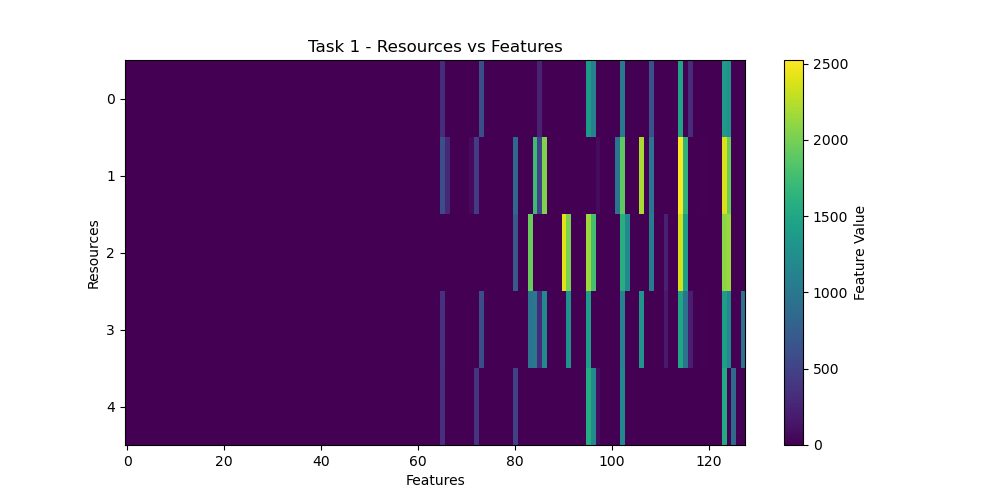 Task 1 - Resources vs Features
Resources
0
1
2
3
4
0 20 40 60 80 100 120
Features
2500
2000
1500
1000
500
0
Feature Value